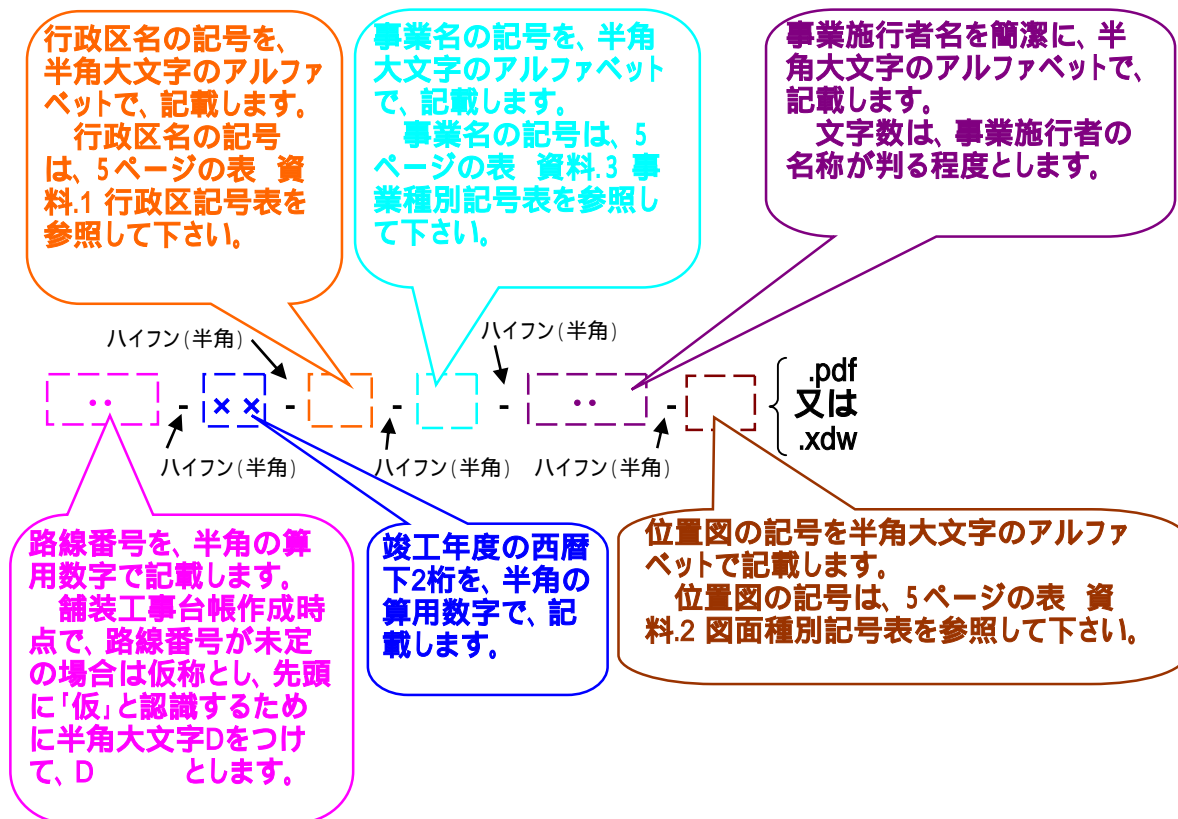 行政区名の記号を、
半角大文字のアルファ
ベットで、記載します。
行政区名の記号
は、5ページの表 資
料.1 行政区記号表を
参照して下さい。
事業名の記号を、半角
大文字のアルファベット
で、記載します。
事業名の記号は、5
ページの表 資料.3 事
業種別記号表を参照し
て下さい。
事業施行者名を簡潔に、半
角大文字のアルファベットで、
記載します。
文字数は、事業施行者の
名称が判る程度とします。
ハイフン(半角)
ハイフン(半角)
・・ - × × - - - ・・ -
.pdf
又は
.xdw
ハイフン(半角)
ハイフン(半角)
ハイフン(半角)
路線番号を、半角の算
用数字で記載します。
舗装工事台帳作成時
点で、路線番号が未定
の場合は仮称とし、先頭
に「仮」と認識するため
に半角大文字Dをつけ
て、D とします。
竣工年度の西暦
下2桁を、半角の
算用数字で、記
載します。
位置図の記号を半角大文字のアルファ
ベットで記載します。
位置図の記号は、5ページの表 資
料.2 図面種別記号表を参照して下さい。